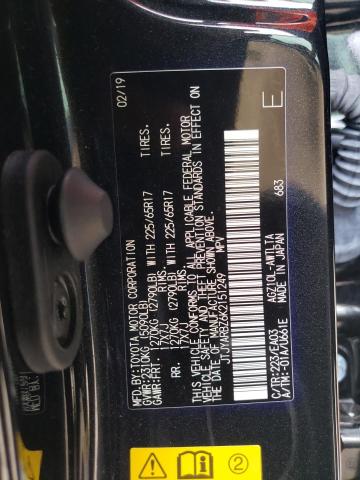 MFD. BY: TOYOTA MOTOR CORPORATION 02/19
GVWR: 2310KG (5090LB)
GAWR: FRT. 1270KG (2790LB) WITH 225/65R17 TIRES.
17X7J RIMS.
RR. 1270KG (2790LB) WITH 225/65R17 TIRES.
17X7J RIMS.
THIS VEHICLE CONFORMS TO ALL APPLICABLE FEDERAL MOTOR
VEHICLE SAFETY AND THEFT PREVENTION STANDARDS IN EFFECT ON
THE DATE OF MANUFACTURE SHOWN ABOVE.
MPV
C/TR: 223/EA03
A/TM: -01A/U661E
MADE IN JAPAN
683
E
2